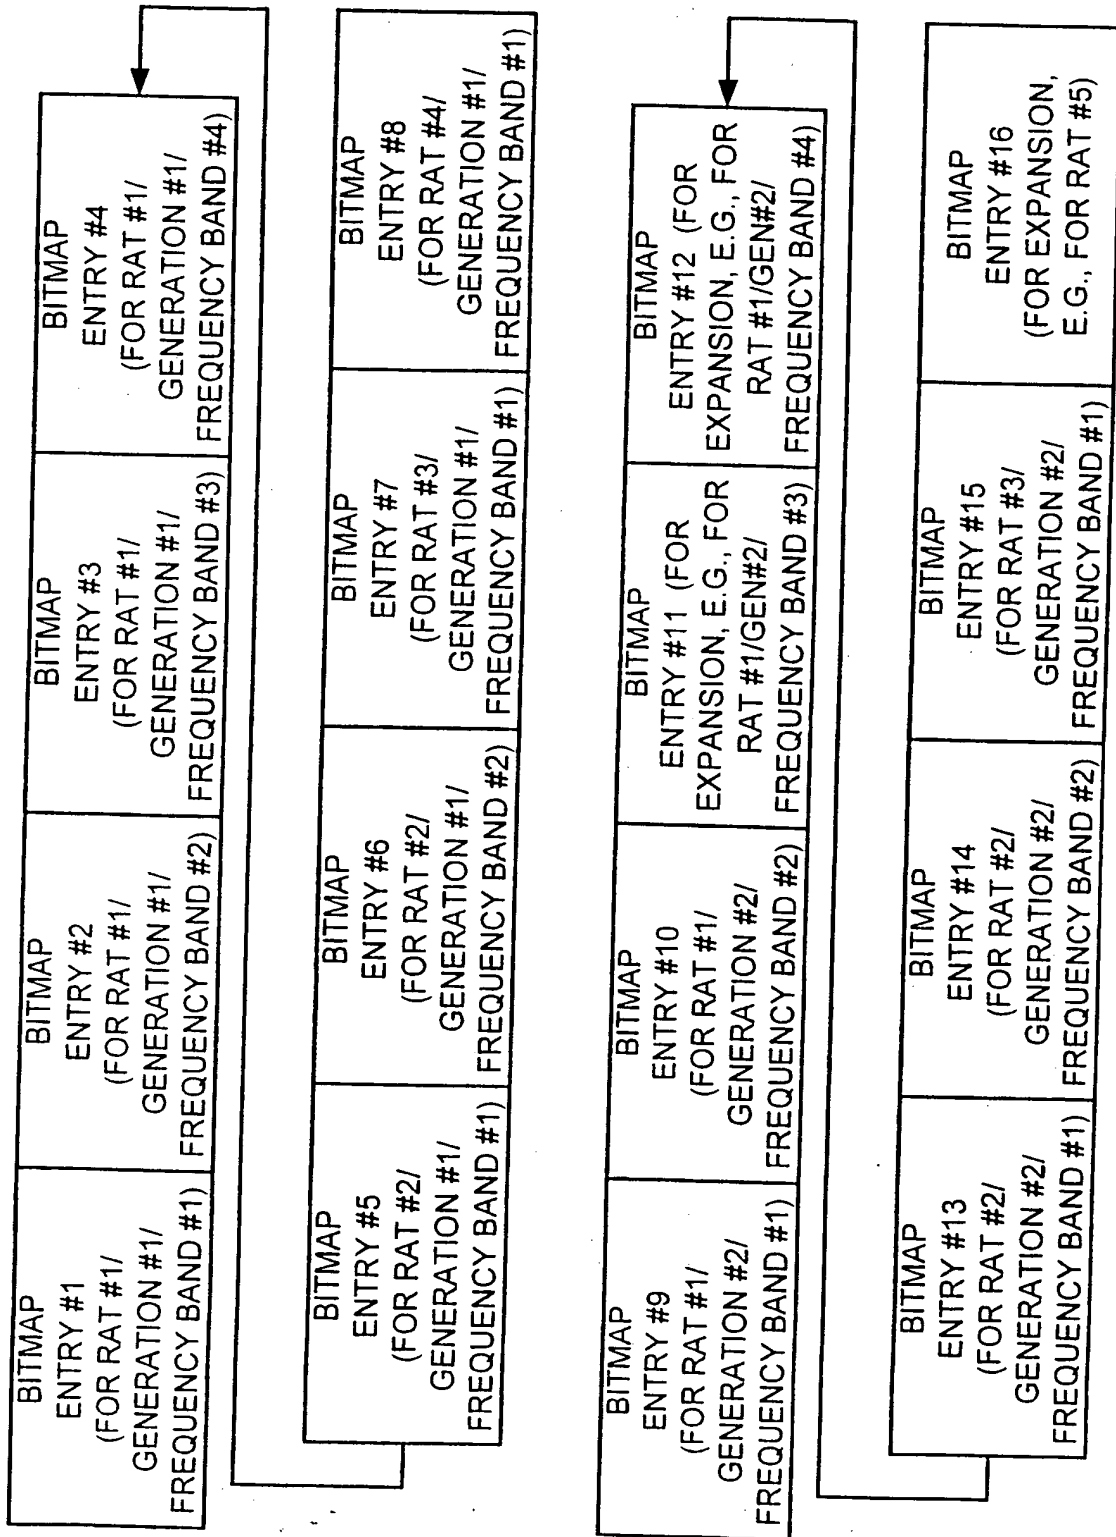 BITMAP
ENTRY #1
(FOR RAT #1/
GENERATION #1/
FREQUENCY BAND #1)
BITMAP
ENTRY #2
(FOR RAT #1/
GENERATION #1/
FREQUENCY BAND #2)
BITMAP
ENTRY #3
(FOR RAT #1/
GENERATION #1/
FREQUENCY BAND #3)
BITMAP
ENTRY #4
(FOR RAT #1/
GENERATION #1/
FREQUENCY BAND #4)
BITMAP
ENTRY #5
(FOR RAT #2/
GENERATION #1/
FREQUENCY BAND #1)
BITMAP
ENTRY #6
(FOR RAT #2/
GENERATION #1/
FREQUENCY BAND #2)
BITMAP
ENTRY #7
(FOR RAT #3/
GENERATION #1/
FREQUENCY BAND #1)
BITMAP
ENTRY #8
(FOR RAT #4/
GENERATION #1/
FREQUENCY BAND #1)
BITMAP
ENTRY #9
(FOR RAT #1/
GENERATION #2/
FREQUENCY BAND #1)
BITMAP
ENTRY #10
(FOR RAT #1/
GENERATION #2/
FREQUENCY BAND #2)
BITMAP
ENTRY #11 (FOR
EXPANSION, E.G., FOR
RAT #1/GEN#2/
FREQUENCY BAND #3)
BITMAP
ENTRY #12 (FOR
EXPANSION, E.G., FOR
RAT #1/GEN#2/
FREQUENCY BAND #4)
BITMAP
ENTRY #13
(FOR RAT #2/
GENERATION #2/
FREQUENCY BAND #1)
BITMAP
ENTRY #14
(FOR RAT #2/
GENERATION #2/
FREQUENCY BAND #2)
BITMAP
ENTRY #15
(FOR RAT #3/
GENERATION #2/
FREQUENCY BAND #1)
BITMAP
ENTRY #16
(FOR EXPANSION,
E.G., FOR RAT #5)